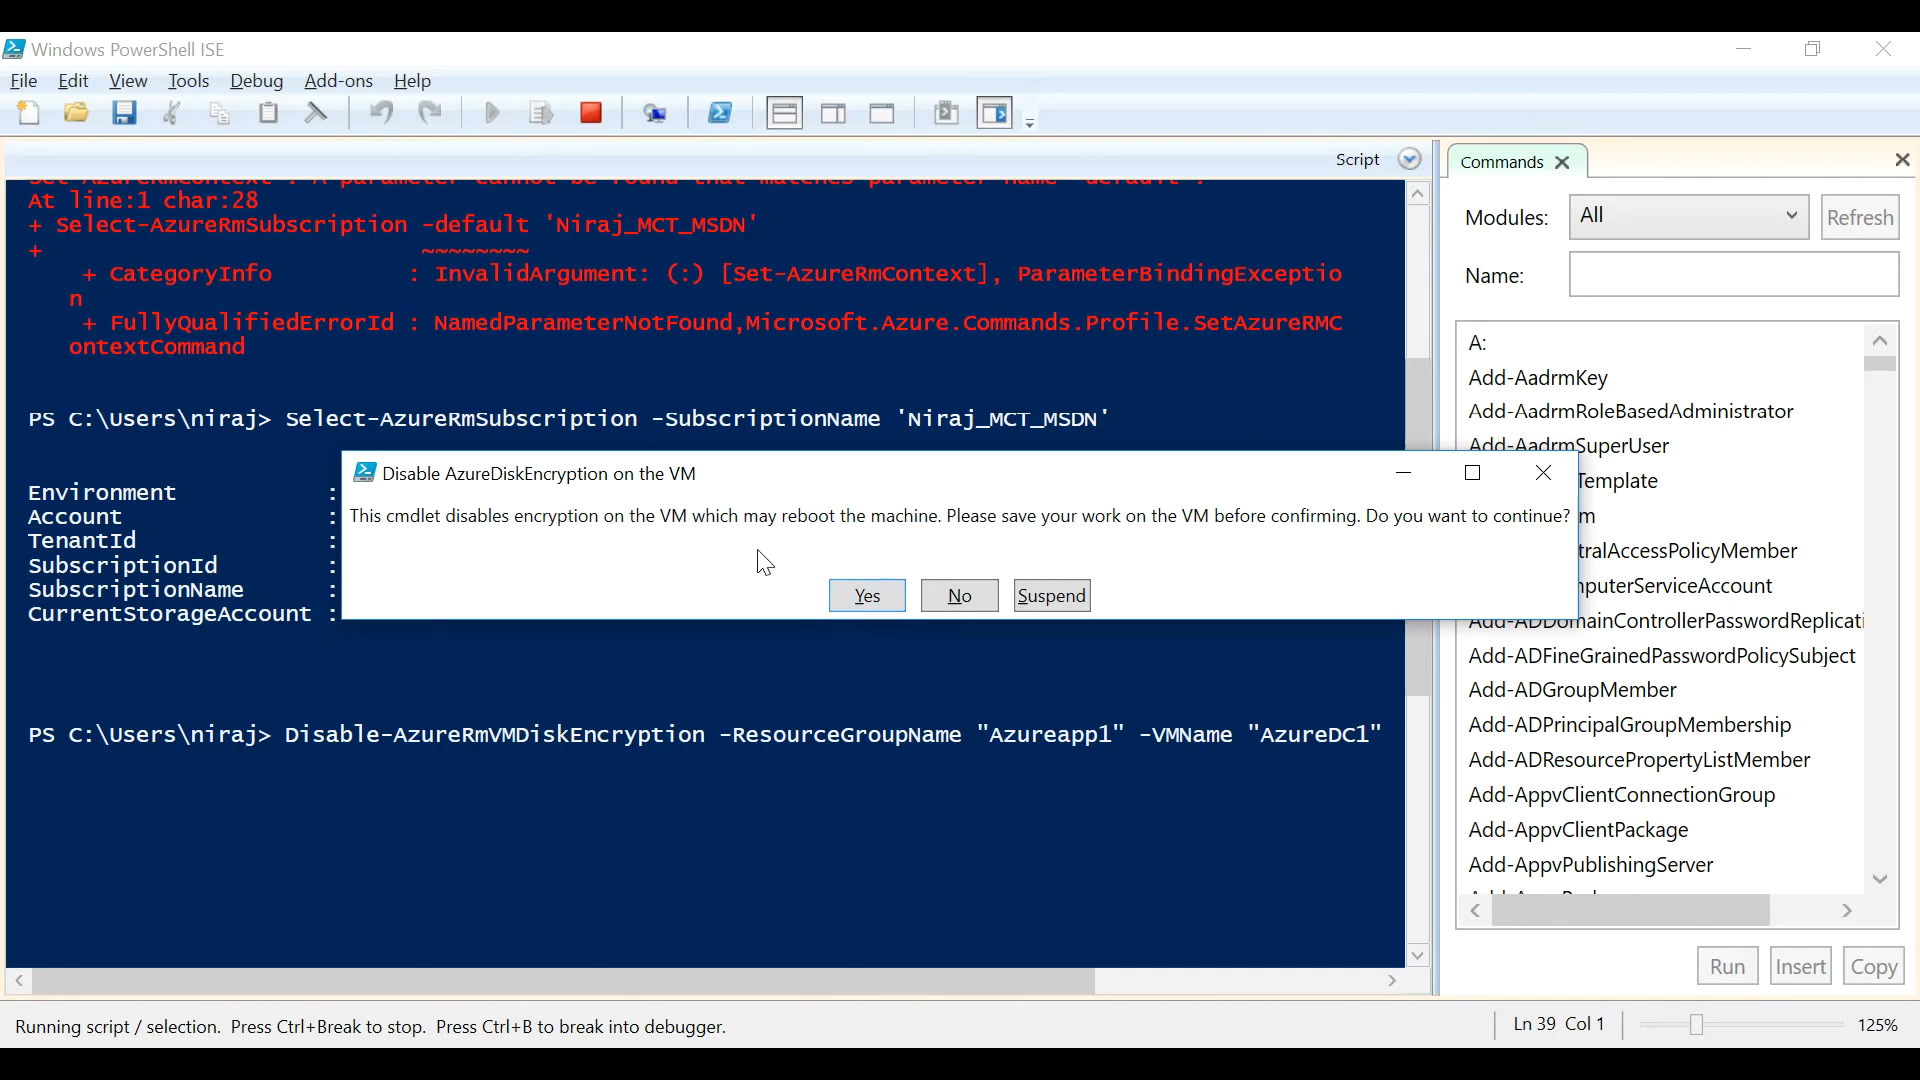 Windows PowerShell ISE
File Edit View Tools Debug Add-ons Help
Script
At line:1 char:28
+ Select-AzureRmSubscription -default 'Niraj_MCT_MSDN'
+ ~~~~~~~~
+ CategoryInfo : InvalidArgument: (:) [Set-AzureRmContext], ParameterBindingExceptio
n
+ FullyQualifiedErrorId : NamedParameterNotFound,Microsoft.Azure.Commands.Profile.SetAzureRMC
ontextCommand
PS C:\Users\niraj> Select-AzureRmSubscription -SubscriptionName 'Niraj_MCT_MSDN'
Environment :
Account :
TenantId :
SubscriptionId :
SubscriptionName :
CurrentStorageAccount :
Disable AzureDiskEncryption on the VM
This cmdlet disables encryption on the VM which may reboot the machine. Please save your work on the VM before confirming. Do you want to continue?
Yes No Suspend
PS C:\Users\niraj> Disable-AzureRmVMDiskEncryption -ResourceGroupName "Azureapp1" -VMName "AzureDC1"
Commands
Modules: All Refresh
Name:
A:
Add-AadrmKey
Add-AadrmRoleBasedAdministrator
Add-AadrmSuperUser
Template
m
tralAccessPolicyMember
mputerServiceAccount
Add-ADDomainControllerPasswordReplicati
Add-ADFineGrainedPasswordPolicySubject
Add-ADGroupMember
Add-ADPrincipalGroupMembership
Add-ADResourcePropertyListMember
Add-AppvClientConnectionGroup
Add-AppvClientPackage
Add-AppvPublishingServer
Run Insert Copy
Running script / selection. Press Ctrl+Break to stop. Press Ctrl+B to break into debugger.
Ln 39 Col 1
125%